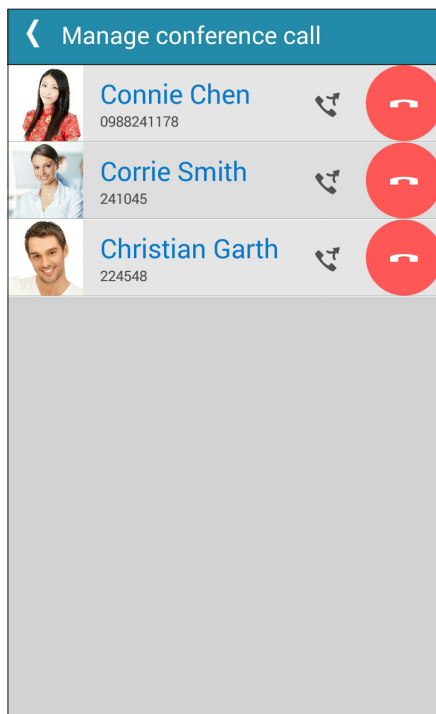 Manage conference call
Connie Chen
0988241178
Corrie Smith
241045
Christian Garth
224548